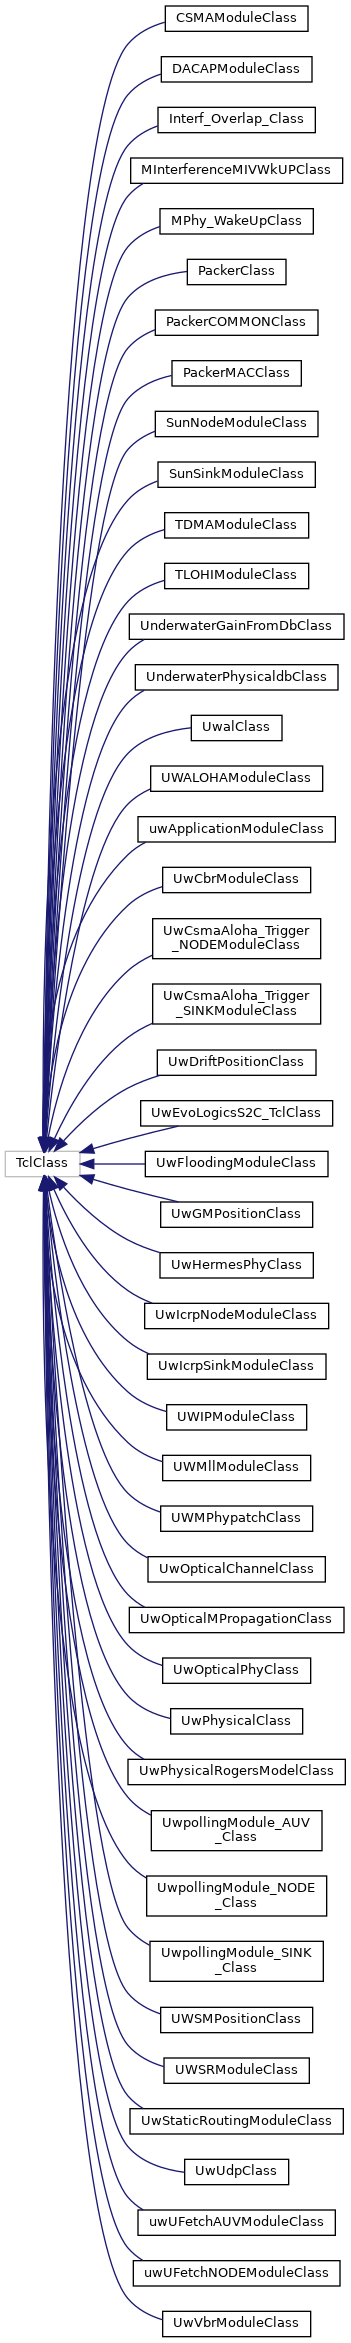 CSMAModuleClass
DACAPModuleClass
Interf_Overlap_Class
MInterferenceMIVWkUPClass
MPhy_WakeUpClass
PackerClass
PackerCOMMONClass
PackerMACClass
SunNodeModuleClass
SunSinkModuleClass
TDMAModuleClass
TLOHIModuleClass
UnderwaterGainFromDbClass
UnderwaterPhysicaldbClass
UwalClass
UWALOHAModuleClass
uwApplicationModuleClass
UwCbrModuleClass
UwCsmaAloha_Trigger
_NODEModuleClass
UwCsmaAloha_Trigger
_SINKModuleClass
UwDriftPositionClass
UwEvoLogicsS2C_TclClass
TclClass
UwFloodingModuleClass
UwGMPositionClass
UwHermesPhyClass
UwIcrpNodeModuleClass
UwIcrpSinkModuleClass
UWIPModuleClass
UWMllModuleClass
UWMPhypatchClass
UwOpticalChannelClass
UwOpticalMPropagationClass
UwOpticalPhyClass
UwPhysicalClass
UwPhysicalRogersModelClass
UwpollingModule_AUV
_Class
UwpollingModule_NODE
_Class
UwpollingModule_SINK
_Class
UWSMPositionClass
UWSRModuleClass
UwStaticRoutingModuleClass
UwUdpClass
uwUFetchAUVModuleClass
uwUFetchNODEModuleClass
UwVbrModuleClass